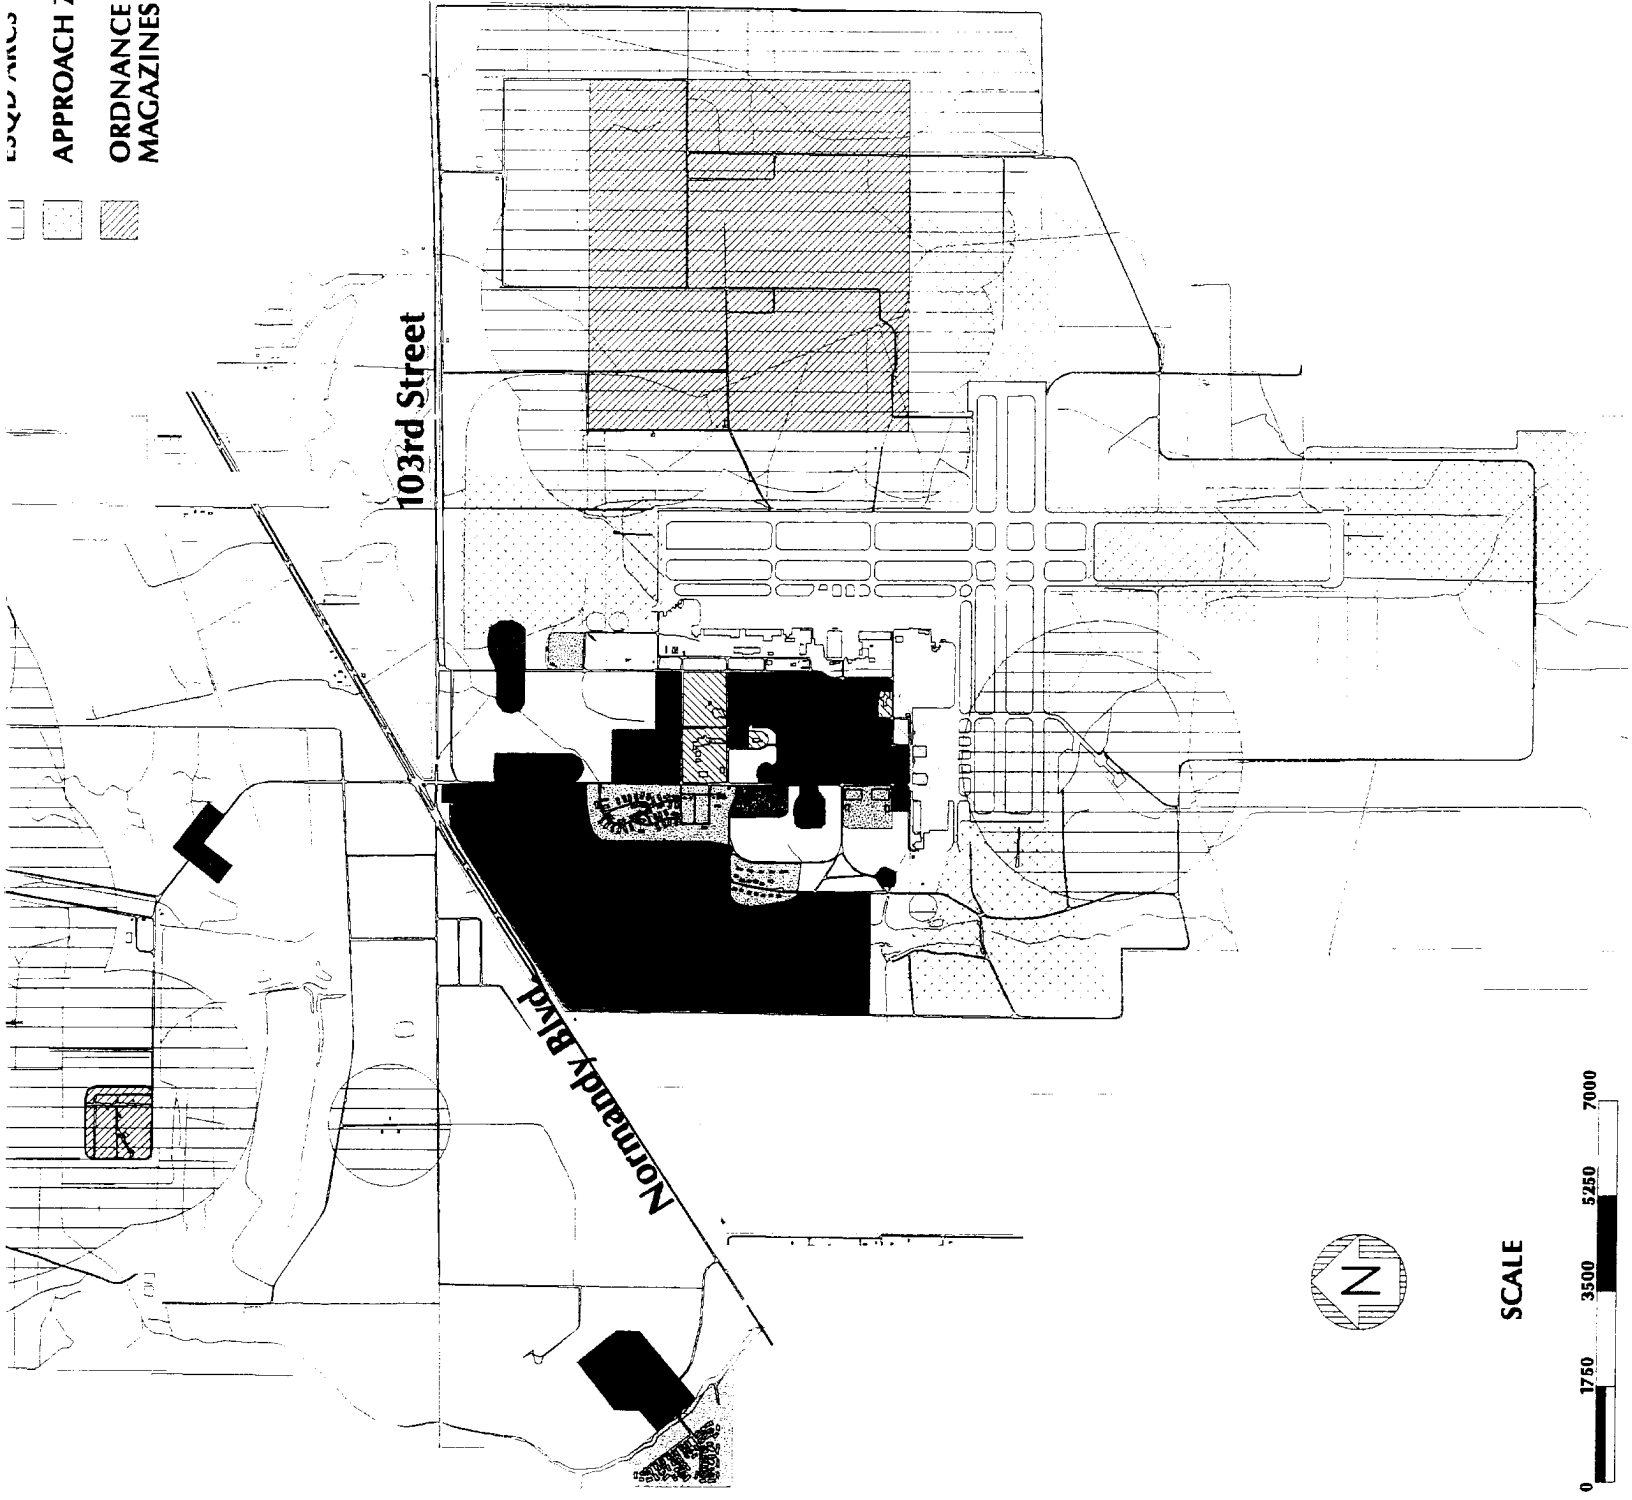 APPROACH
ORDNANCE
MAGAZINES
103rd Street
Normandy Blvd.
N
SCALE
0 1750 3500 5250 7000